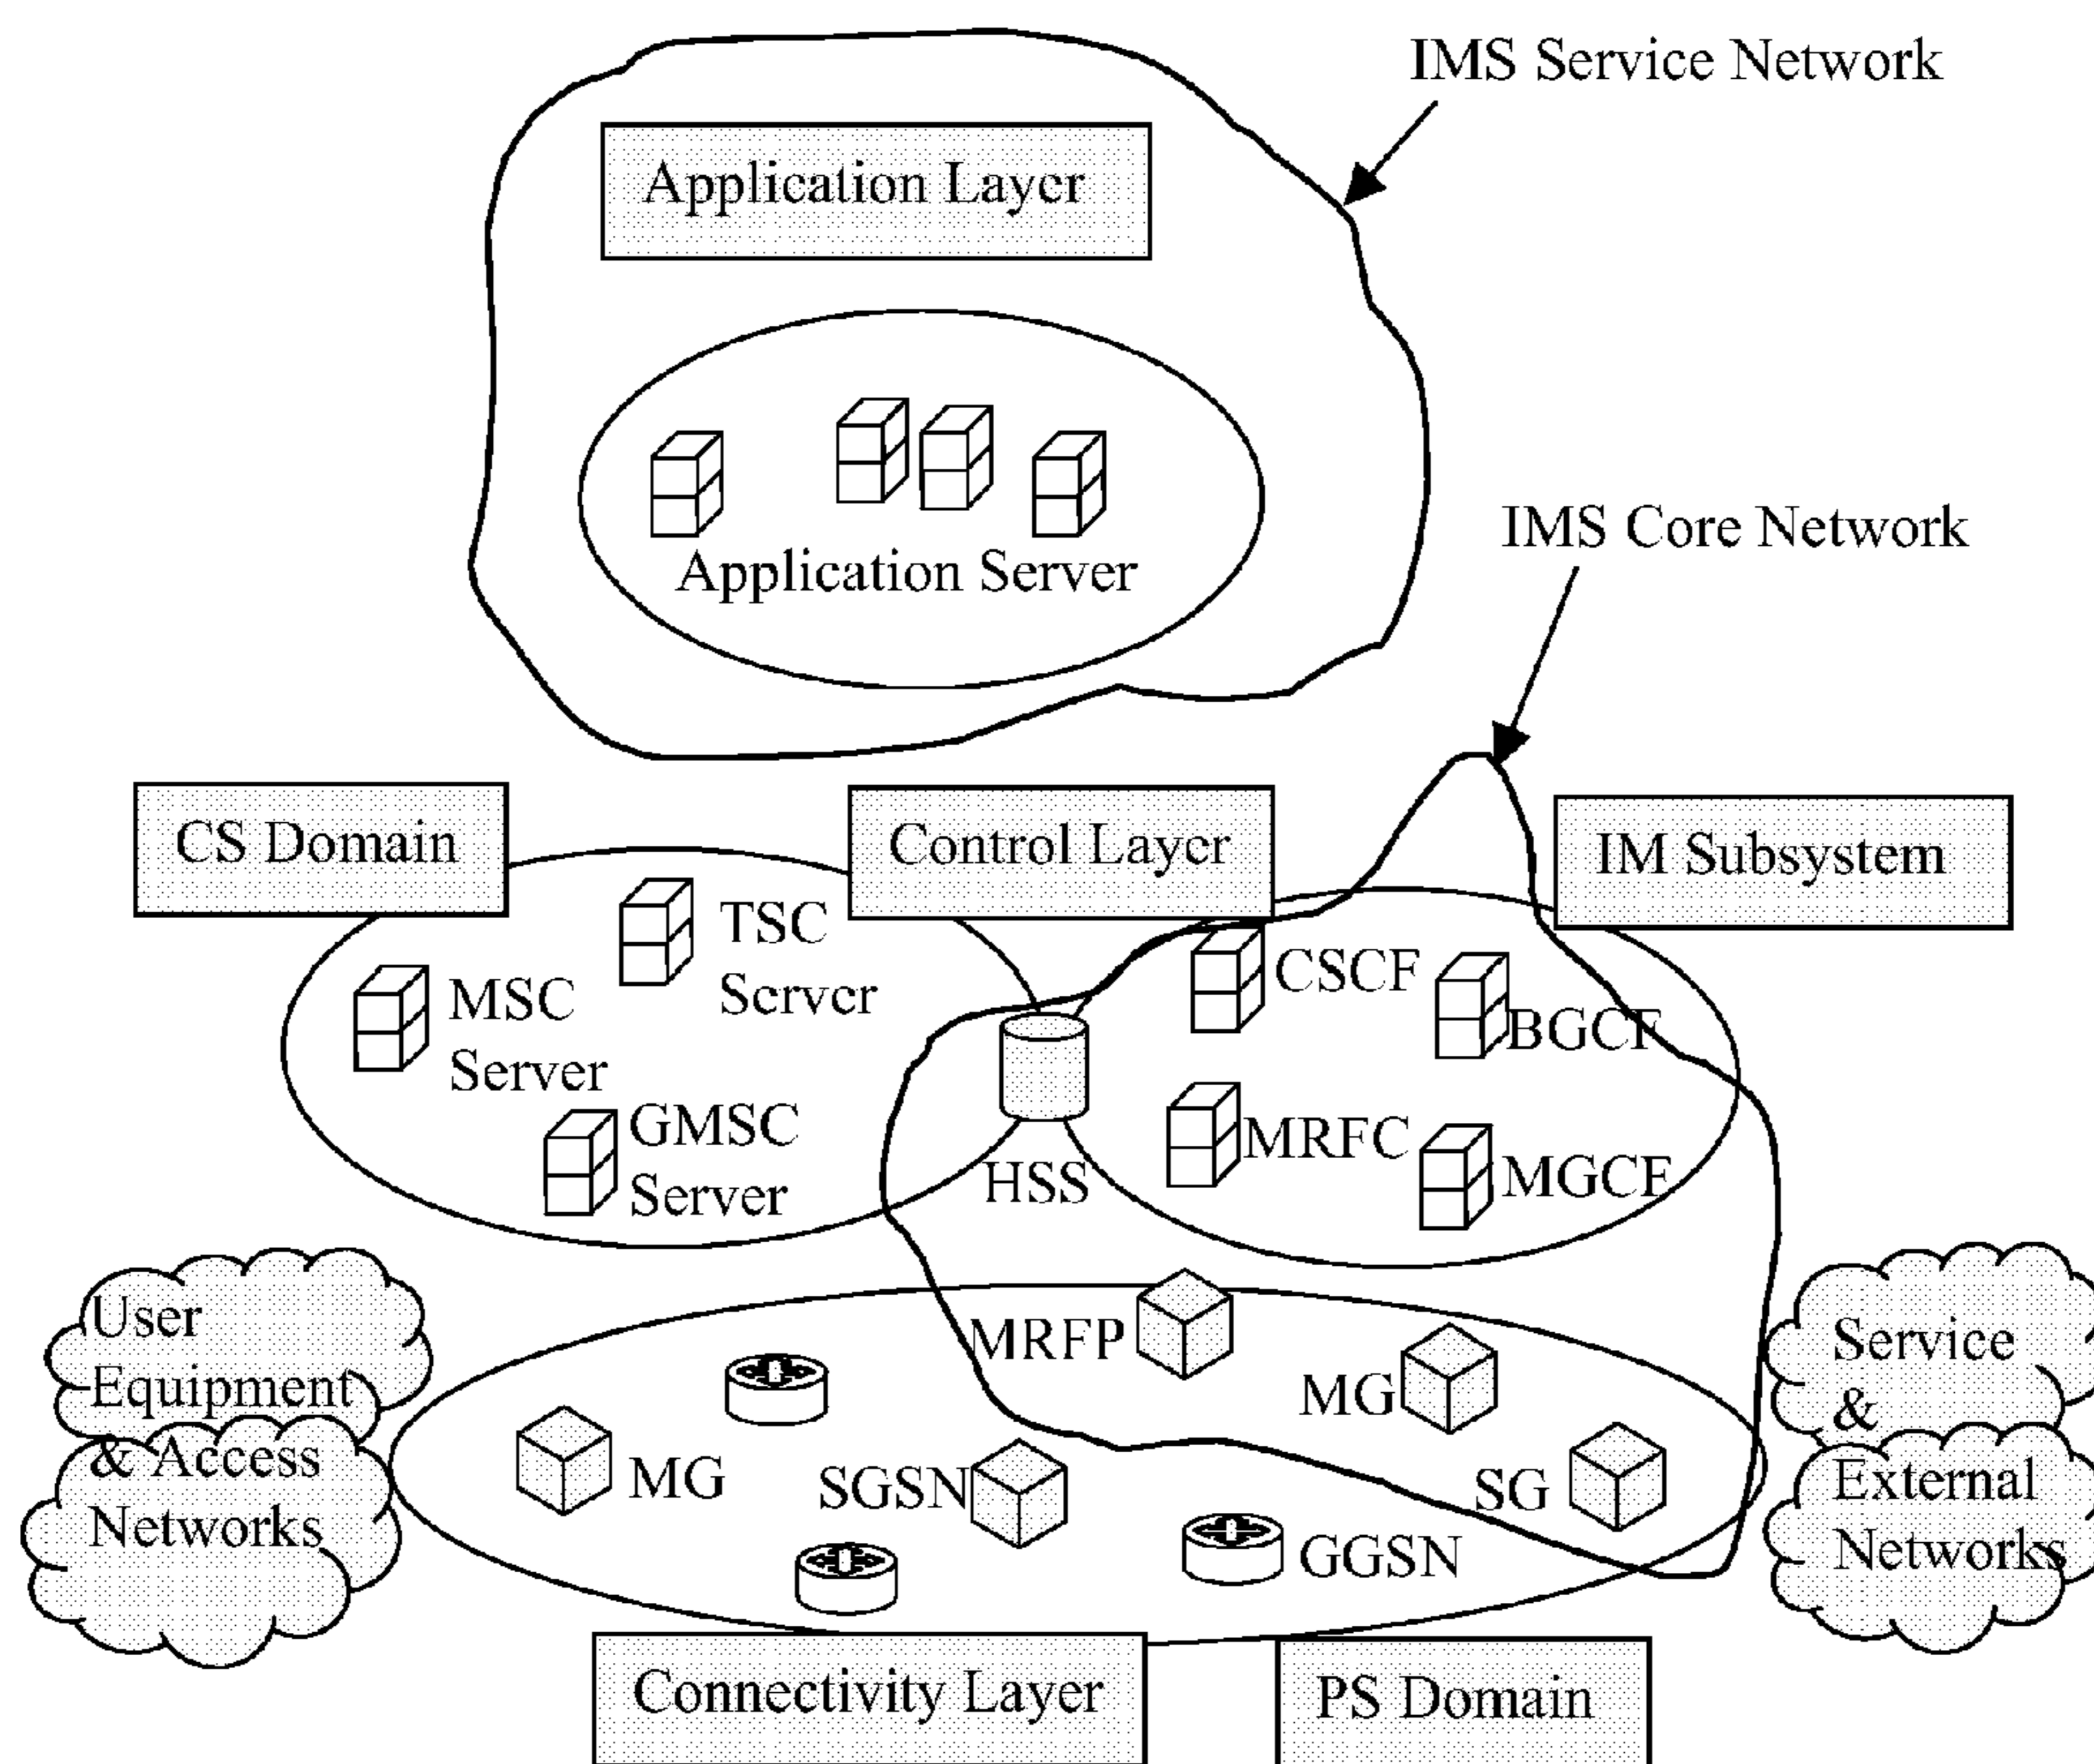 IMS Service Network
Application Layer
Application Server
IMS Core Network
CS Domain
Control Layer
IM Subsystem
TSC
Server
MSC
Server
GMSC
Server
HSS
CSCF
BGCF
MRFC
MGCF
User
Equipment
& Access
Networks
MRFP
MG
SG
MG
SGSN
GGSN
Service
&
External
Networks
Connectivity Layer
PS Domain